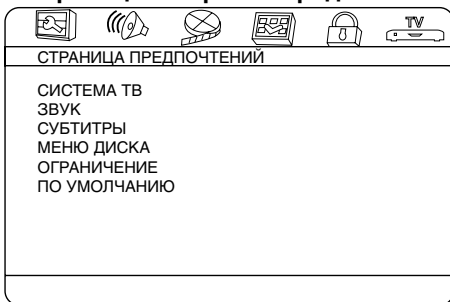 TV
СТРАНИЦА ПРЕДПОЧТЕНИЙ
СИСТЕМА ТВ
ЗВУК
СУБТИТРЫ
МЕНЮ ДИСКА
ОГРАНИЧЕНИЕ
ПО УМОЛЧАНИЮ